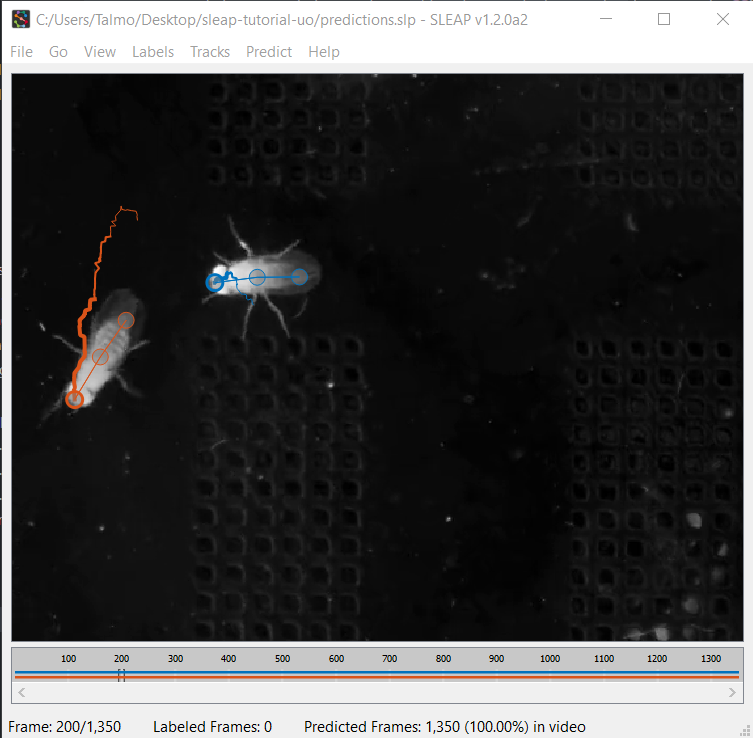 C:/Users/Talmo/Desktop/sleap-tutorial-uo/predictions.slp - SLEAP v1.2.0a2
File Go View Labels Tracks Predict Help
100 200 300 400 500 600 700 800 900 1000 1100 1200 1300
Frame: 200/1,350 Labeled Frames: 0 Predicted Frames: 1,350 (100.00%) in video